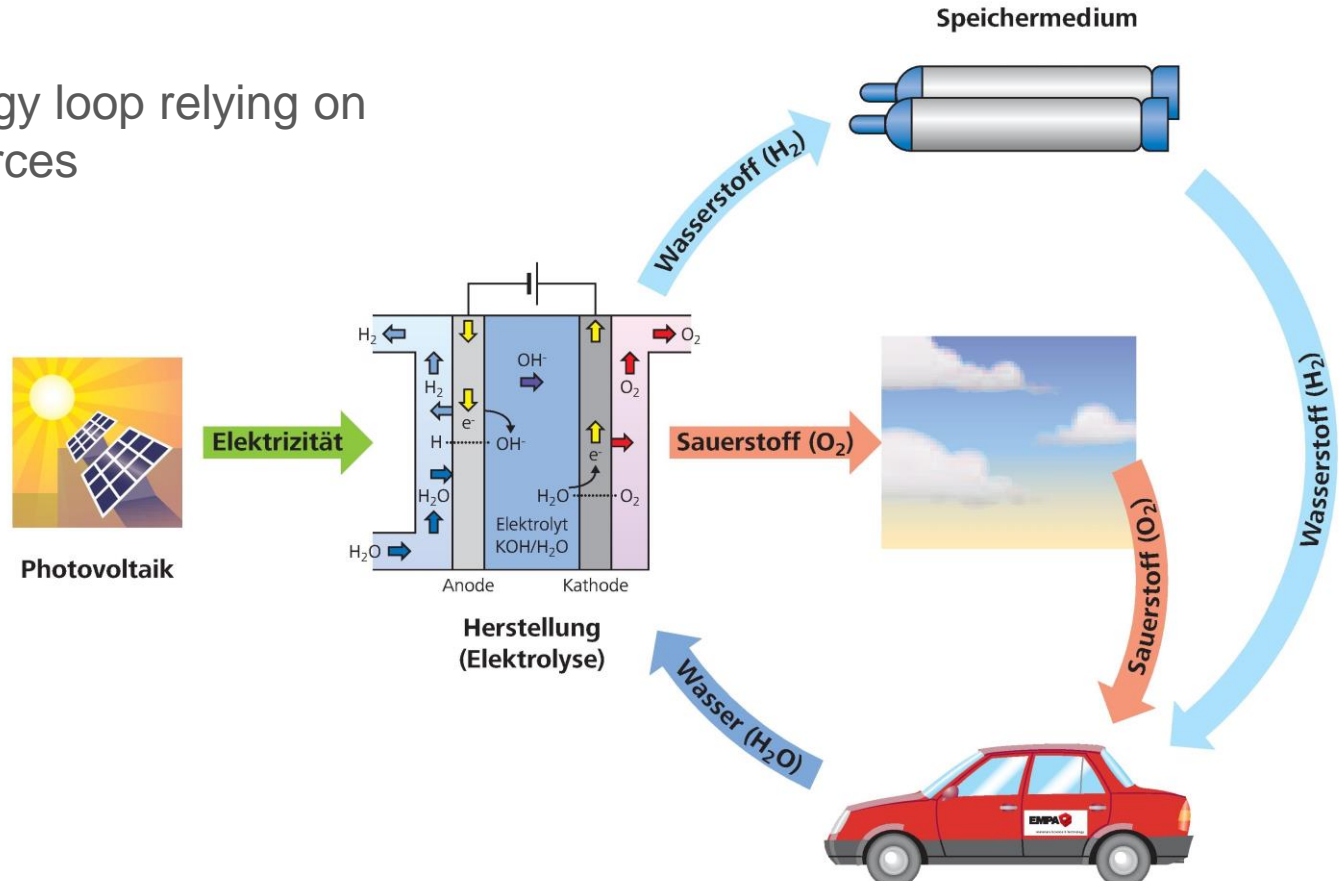 gy loop relying on
rces
Speichermedium
Wasserstoff (H₂)
Wasserstoff (H₂)
Photovoltaik
Elektrizität
H₂
H₂
e⁻
H
OH⁻
OH⁻
H₂O
H₂O
H₂O
e⁻
O₂
O₂
O₂
Elektrolyt
KOH/H₂O
Anode
Kathode
Herstellung
(Elektrolyse)
Sauerstoff (O₂)
Sauerstoff (O₂)
Wasser (H₂O)
EMPA